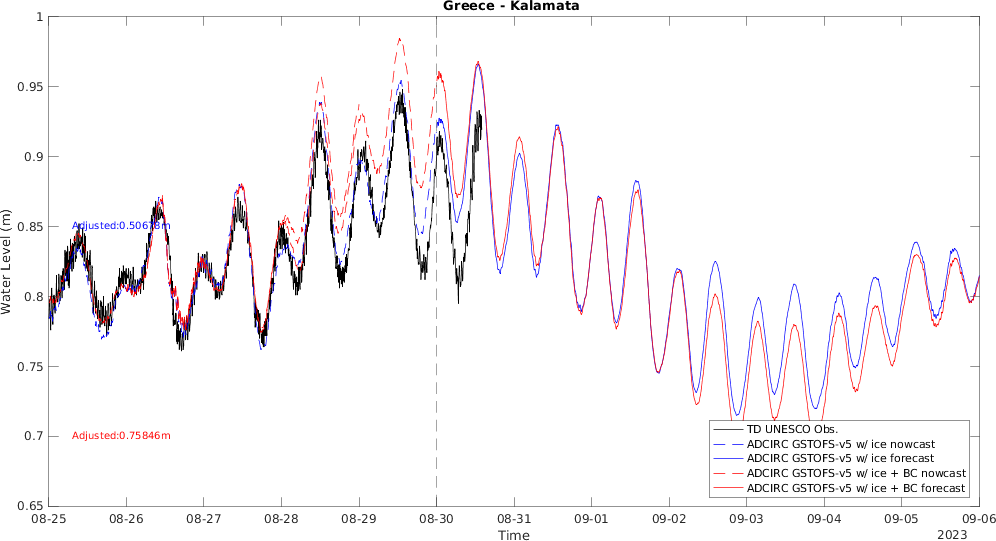 Greece - Kalamata
1
0.95
0.9
0.85
0.8
0.75
0.7
0.65
Water Level (m)
Adjusted:0.50678m
Adjusted:0.75846m
TD UNESCO Obs.
ADCIRC GSTOFS-v5 w/ ice nowcast
ADCIRC GSTOFS-v5 w/ ice forecast
ADCIRC GSTOFS-v5 w/ ice + BC nowcast
ADCIRC GSTOFS-v5 w/ ice + BC forecast
08-25 08-26 08-27 08-28 08-29 08-30 08-31 09-01 09-02 09-03 09-04 09-05 09-06
Time
2023